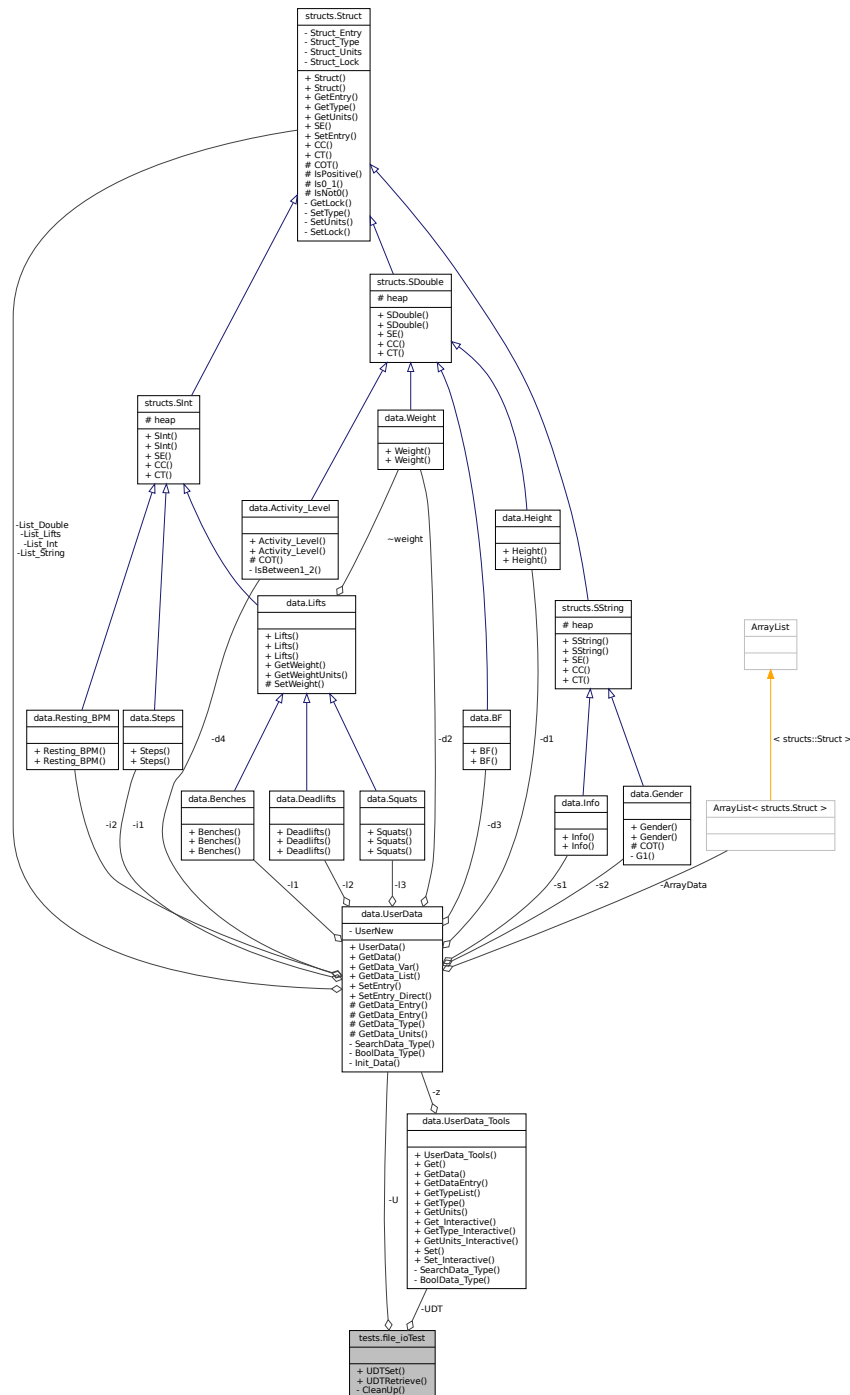 structs.Struct
- Struct_Entry
- Struct_Type
- Struct_Units
- Struct_Lock
+ Struct()
+ Struct()
+ GetEntry()
+ GetType()
+ GetUnits()
+ SE()
+ SetEntry()
+ CC()
+ CT()
# COT()
# IsPositive()
# Is0_1()
# IsNot0()
- GetLock()
- SetType()
- SetUnits()
- SetLock()
structs.SDouble
# heap
+ SDouble()
+ SDouble()
+ SE()
+ CC()
+ CT()
structs.SInt
# heap
+ SInt()
+ SInt()
+ SE()
+ CC()
+ CT()
data.Weight
+ Weight()
+ Weight()
data.Activity_Level
+ Activity_Level()
+ Activity_Level()
# COT()
- IsBetween1_2()
data.Height
+ Height()
+ Height()
-List_Double
-List_Lifts
-List_Int
-List_String
~weight
data.Lifts
+ Lifts()
+ Lifts()
+ Lifts()
+ GetWeight()
+ GetWeightUnits()
# SetWeight()
structs.SString
# heap
+ SString()
+ SString()
+ SE()
+ CC()
+ CT()
ArrayList
data.Resting_BPM
+ Resting_BPM()
+ Resting_BPM()
data.Steps
+ Steps()
+ Steps()
data.BF
+ BF()
+ BF()
-d4
-d2
-d1
< structs::Struct >
data.Benches
+ Benches()
+ Benches()
+ Benches()
data.Deadlifts
+ Deadlifts()
+ Deadlifts()
+ Deadlifts()
data.Squats
+ Squats()
+ Squats()
+ Squats()
data.Info
+ Info()
+ Info()
data.Gender
+ Gender()
+ Gender()
# COT()
- G1()
ArrayList< structs.Struct >
-i2
-i1
-d3
-l1
-l2
-l3
-s1
-s2
-ArrayData
data.UserData
- UserNew
+ UserData()
+ GetData()
+ GetData_Var()
+ GetData_List()
+ SetEntry()
+ SetEntry_Direct()
# GetData_Entry()
# GetData_Entry()
# GetData_Type()
# GetData_Units()
- SearchData_Type()
- BoolData_Type()
- Init_Data()
-z
data.UserData_Tools
+ UserData_Tools()
+ Get()
+ GetData()
+ GetDataEntry()
+ GetTypeList()
+ GetType()
+ GetUnits()
+ Get_Interactive()
+ GetType_Interactive()
+ GetUnits_Interactive()
+ Set()
+ Set_Interactive()
- SearchData_Type()
- BoolData_Type()
-U
-UDT
tests.file_ioTest
+ UDTSet()
+ UDTRetrieve()
- CleanUp()